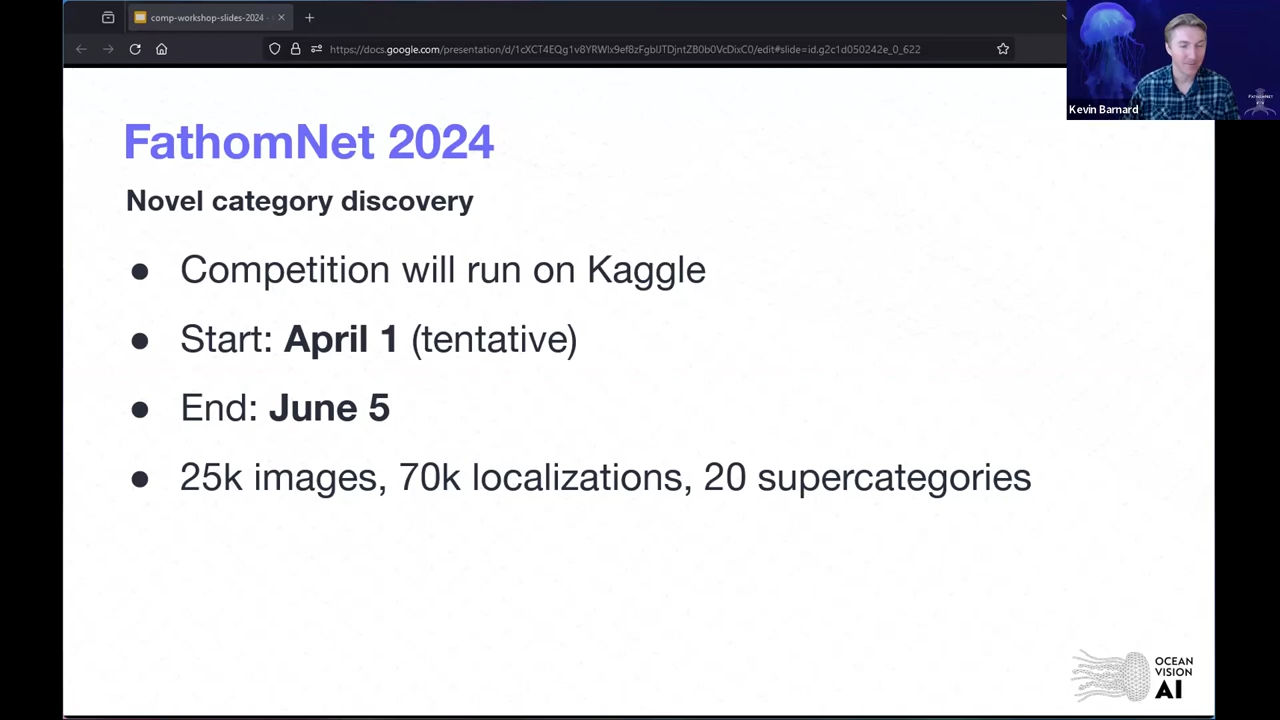 comp-workshop-slides-2024 -
https://docs.google.com/presentation/d/1cXCT4EQg1v8YRWlx9ef8zFgbIJTDjntZB0b0VcDixC0/edit#slide=id.g2c1d050242e_0_622
Kevin Barnard
FathomNet 2024
Novel category discovery
● Competition will run on Kaggle
● Start: April 1 (tentative)
● End: June 5
● 25k images, 70k localizations, 20 supercategories
OCEAN
VISION
AI